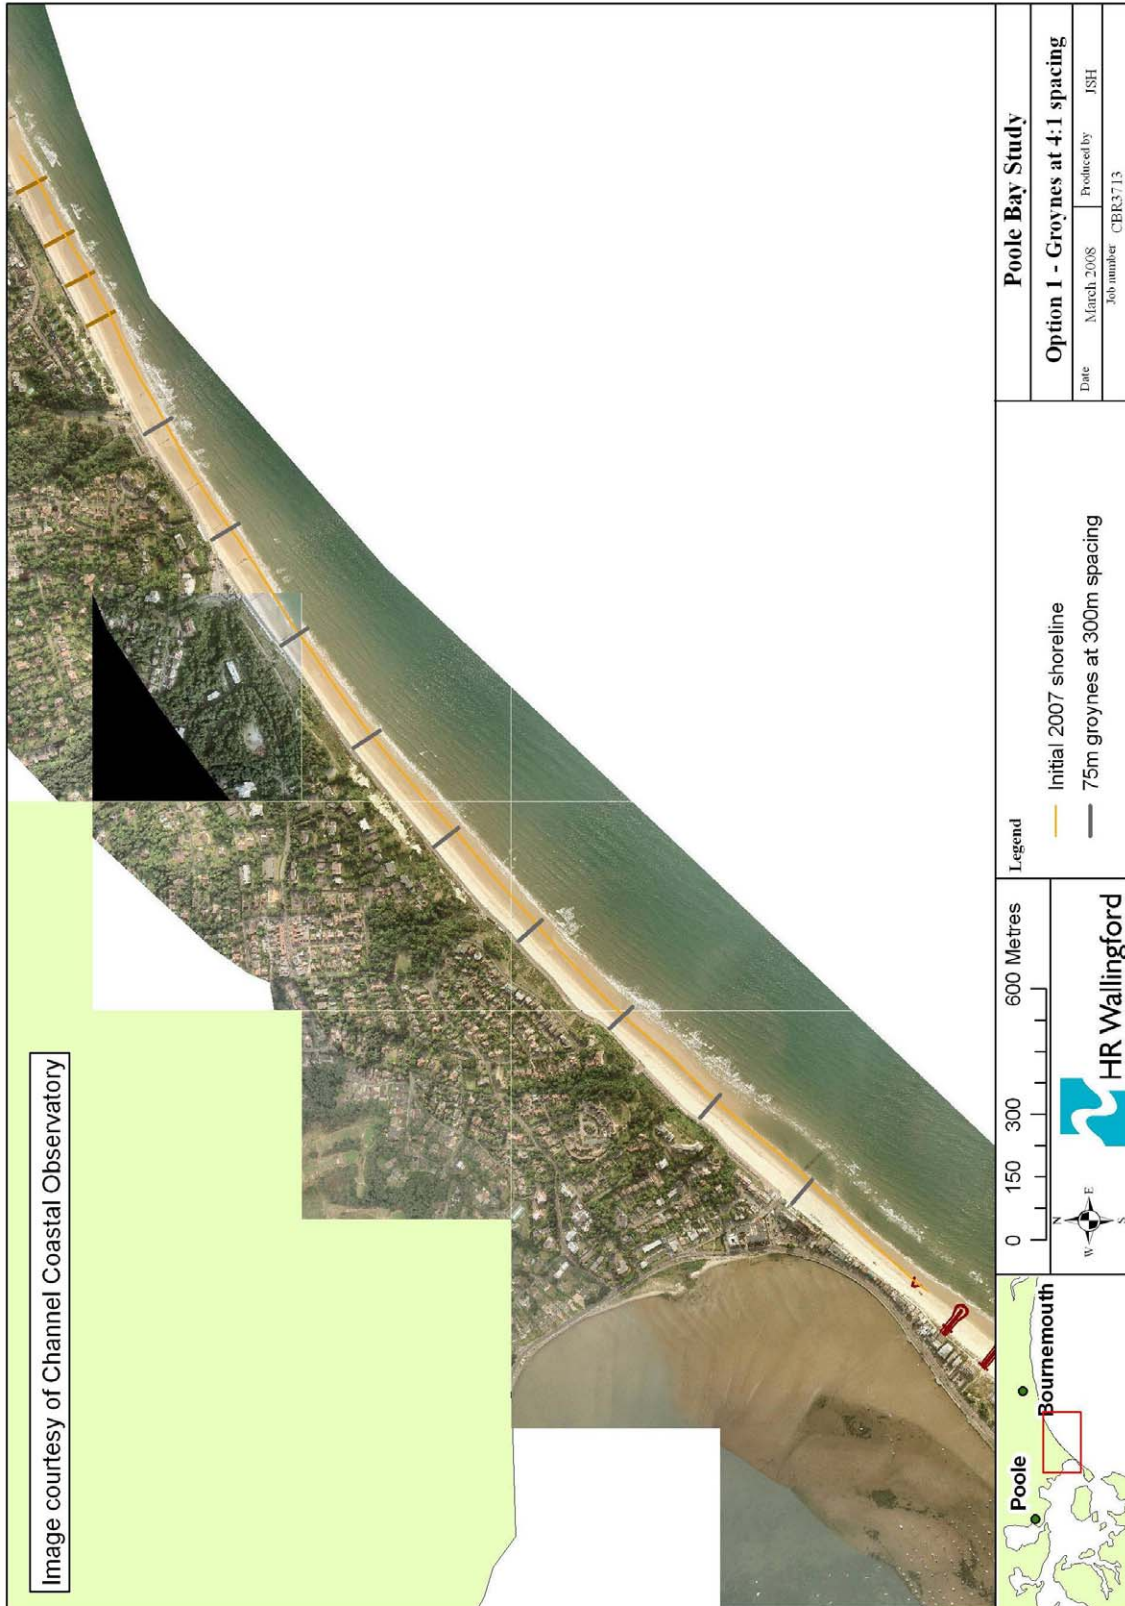 Image courtesy of Channel Coastal Observatory
Poole
Bournemouth
N
W
E
S
0 150 300 600 Metres
HR Wallingford
Legend
Initial 2007 shoreline
75m groynes at 300m spacing
Poole Bay Study
Option 1 - Groynes at 4:1 spacing
Date March 2008 Produced by JSH
Job number CBR3713